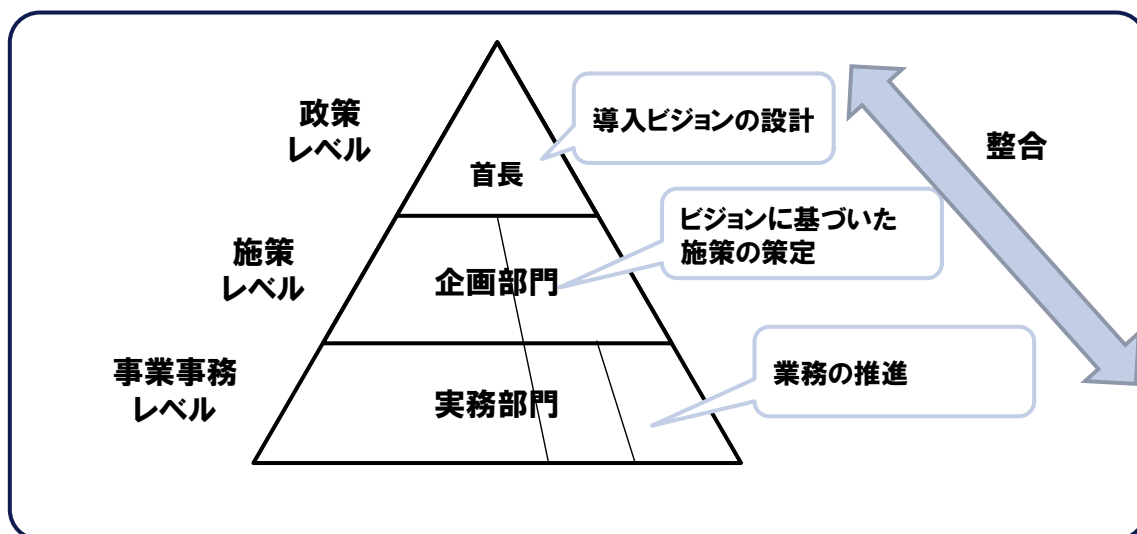 政策
レベル
首長
導入ビジョンの設計
整合
施策
レベル
企画部門
ビジョンに基づいた
施策の策定
事業事務
レベル
実務部門
業務の推進